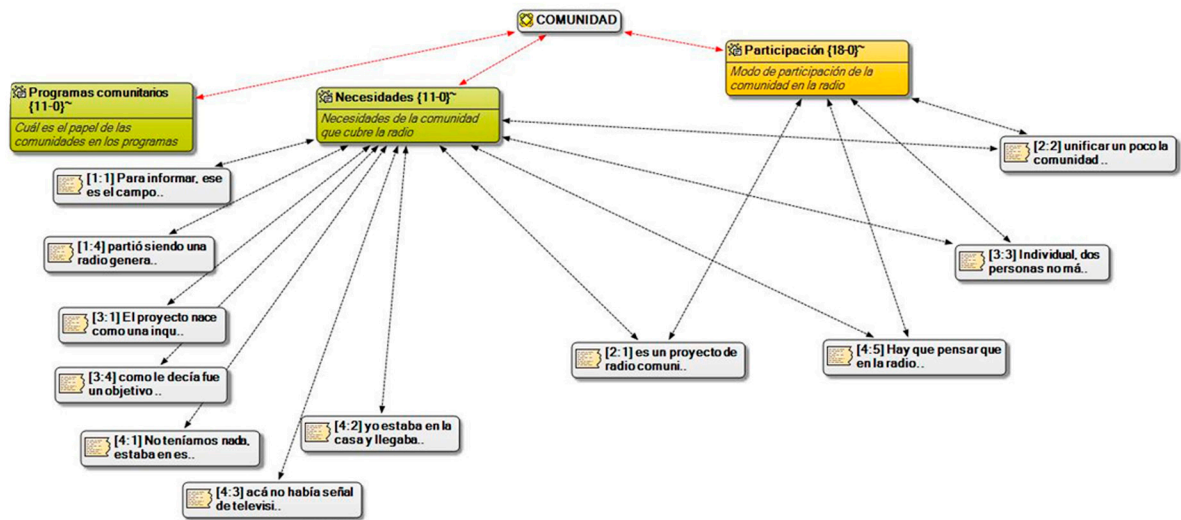 COMUNIDAD
Participación {18-0}~
Modo de participación de la
comunidad en la radio
Programas comunitarios
{11-0}~
Cuál es el papel de las
comunidades en los programas
Necesidades {11-0}~
Necesidades de la comunidad
que cubre la radio
[2:2] unificar un poco la
comunidad ..
[1:1] Para informar, ese
es el campo..
[1:4] partió siendo una
radio genera..
[3:3] Individual, dos
personas no má..
[3:1] El proyecto nace
como una inqu..
[2:1] es un proyecto de
radio comuni..
[4:5] Hay que pensar que
en la radio..
[3:4] como le decía fue
un objetivo ..
[4:2] yo estaba en la
casa y llegaba..
[4:1] No teníamos nada,
estaba en es..
[4:3] acá no había señal
de televisi..